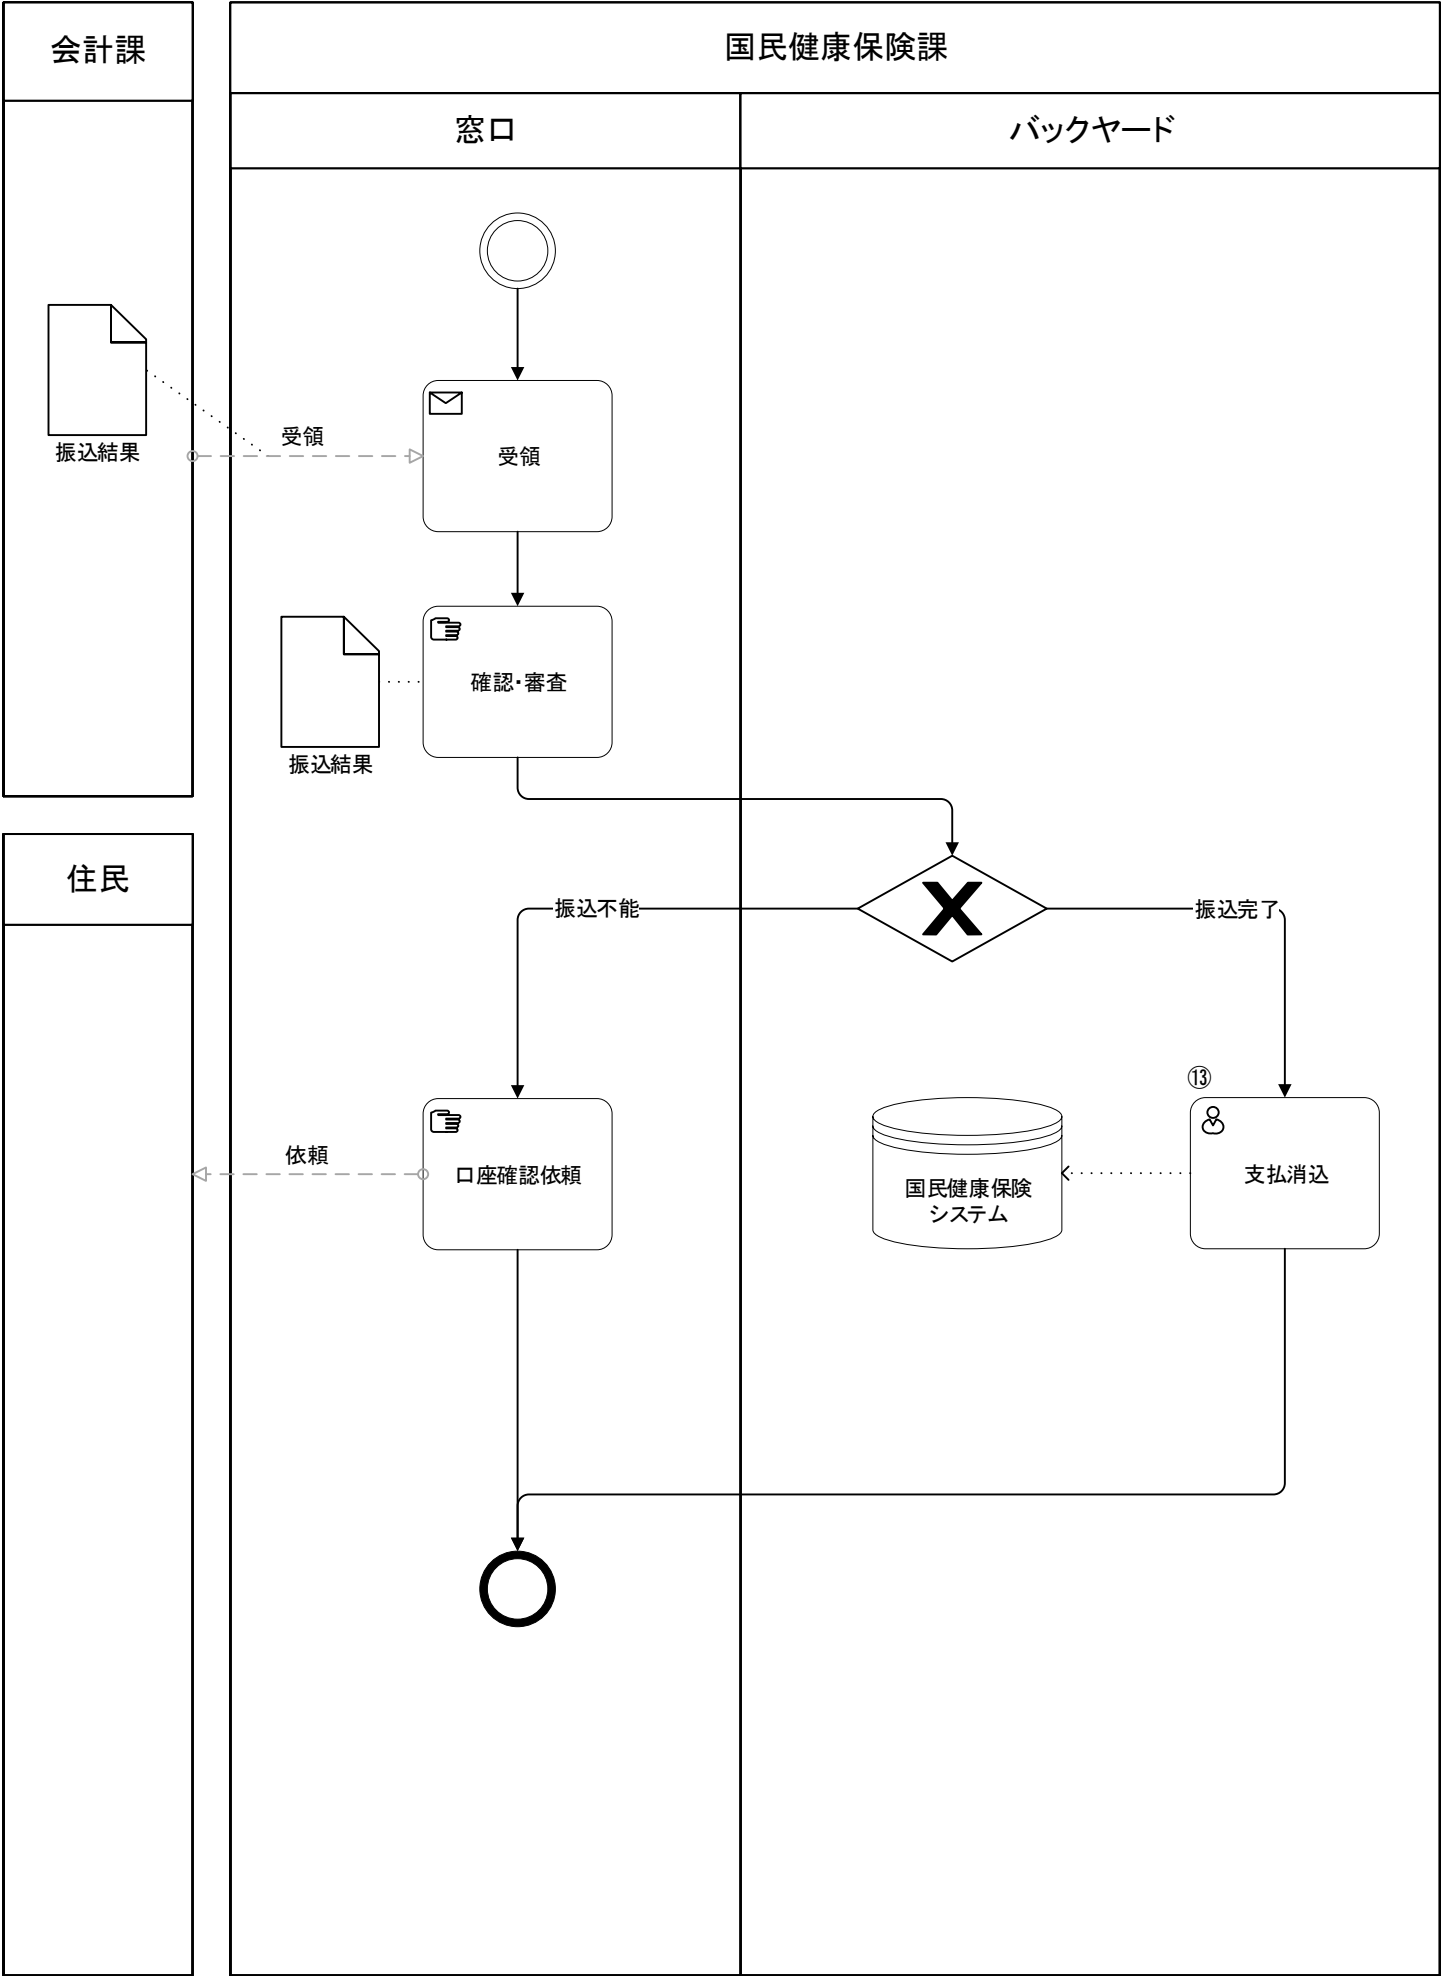 会計課
国民健康保険課
窓口
バックヤード
振込結果
受領
受領
確認・審査
振込結果
住民
振込不能
振込完了
⑬
依頼
口座確認依頼
国民健康保険
システム
支払消込